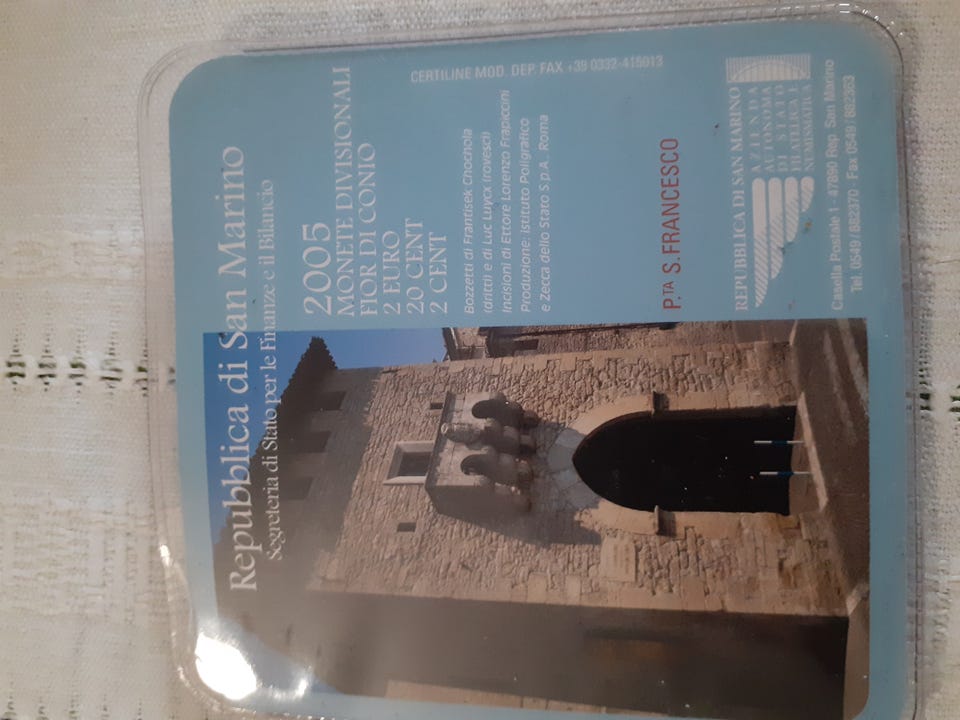 Repubblica di San Marino
Segreteria di Stato per le Finanze e il Bilancio
2005
MONETE DIVISIONALI
FIOR DI CONIO
2 EURO
20 CENT
2 CENT
CERTILINE MOD. DEP. FAX +39 0332-415013
Bozzetti di Frantisek Chochola
(dritti) e di Luc Luycx (rovesci)
Incisioni di Ettore Lorenzo Frapiccini
Produzione: Istituto Poligrafico
e Zecca dello Stato S.p.A. Roma
P.TA S.FRANCESCO
REPUBBLICA DI SAN MARINO
AZIENDA
AUTONOMA
DI STATO
FILATELICA E
NUMISMATICA
Casella Postale 1 - 47890 Rep. San Marino
Tel. 0549 / 882370 - Fax 0549 / 882363